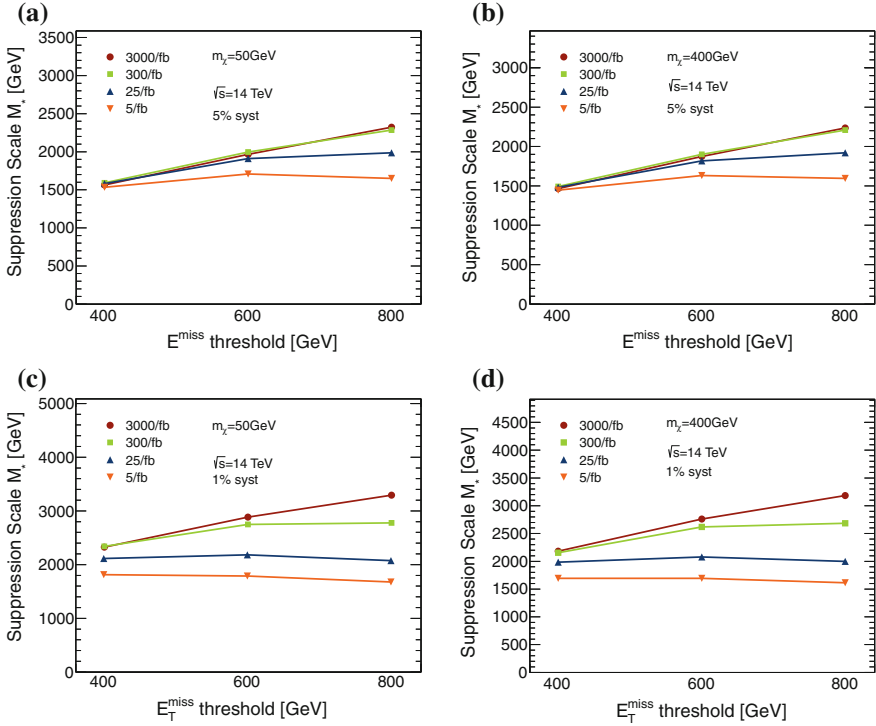 (a)
Suppression Scale M* [GeV]
3500
3000
2500
2000
1500
1000
500
0
3000/fb
300/fb
25/fb
5/fb
mχ=50GeV
√s=14 TeV
5% syst
400
600
800
E^miss threshold [GeV]
(b)
Suppression Scale M* [GeV]
3000
2500
2000
1500
1000
500
0
3000/fb
300/fb
25/fb
5/fb
mχ=400GeV
√s=14 TeV
5% syst
400
600
800
E^miss threshold [GeV]
(c)
Suppression Scale M* [GeV]
5000
4000
3000
2000
1000
0
3000/fb
300/fb
25/fb
5/fb
mχ=50GeV
√s=14 TeV
1% syst
400
600
800
E_T^miss threshold [GeV]
(d)
Suppression Scale M* [GeV]
4500
4000
3500
3000
2500
2000
1500
1000
500
0
3000/fb
300/fb
25/fb
5/fb
mχ=400GeV
√s=14 TeV
1% syst
400
600
800
E_T^miss threshold [GeV]